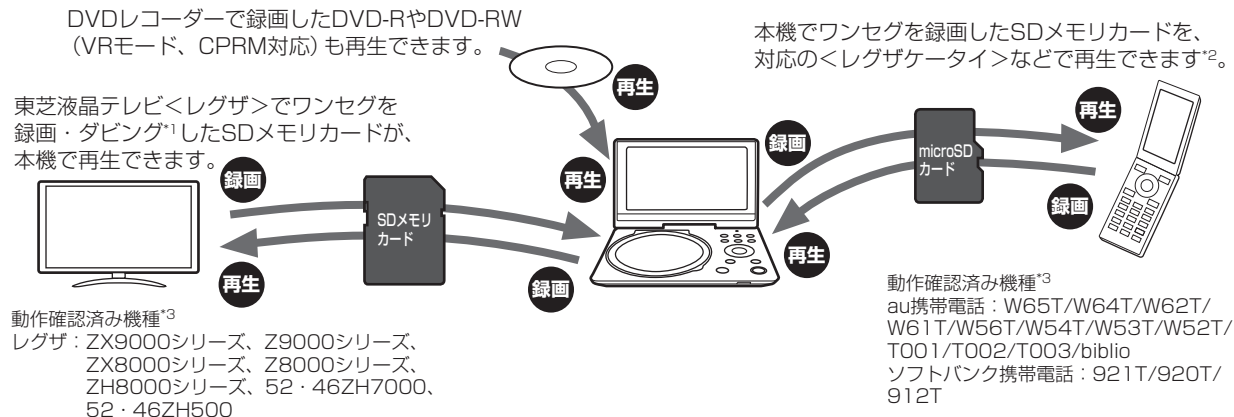 DVDレコーダーで録画したDVD-RやDVD-RW
（VRモード、CPRM対応）も再生できます。
本機でワンセグを録画したSDメモリカードを、
対応の＜レグザケータイ＞などで再生できます*2。
再生
東芝液晶テレビ＜レグザ＞でワンセグを
録画・ダビング*1したSDメモリカードが、
本機で再生できます。
録画
SDメモリ
カード
再生
録画
microSD
カード
再生
録画
再生
録画
再生
動作確認済み機種*3
レグザ：ZX9000シリーズ、Z9000シリーズ、
ZX8000シリーズ、Z8000シリーズ、
ZH8000シリーズ、52・46ZH7000、
52・46ZH500
動作確認済み機種*3
au携帯電話：W65T/W64T/W62T/
W61T/W56T/W54T/W53T/W52T/
T001/T002/T003/biblio
ソフトバンク携帯電話：921T/920T/
912T